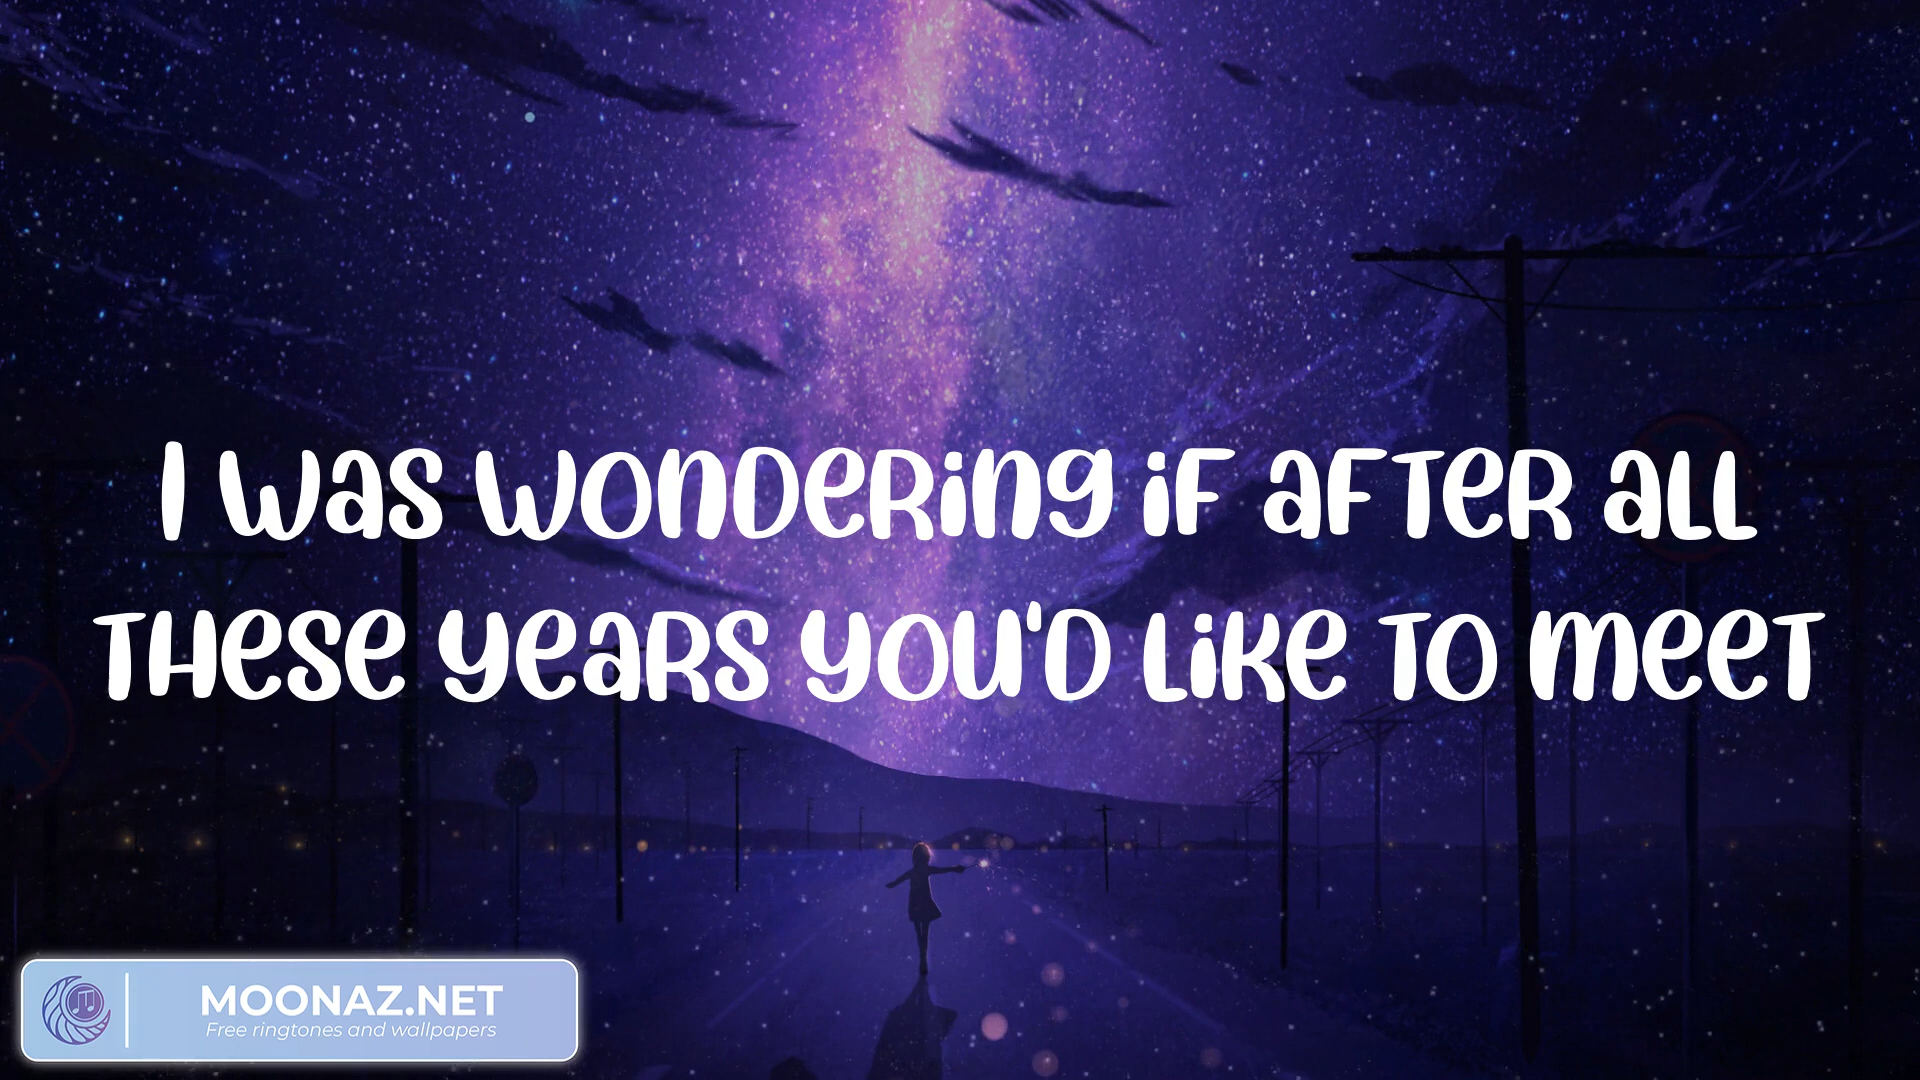 I was wondering if after all
these years you'd like to meet
MOONAZ.NET
Free ringtones and wallpapers